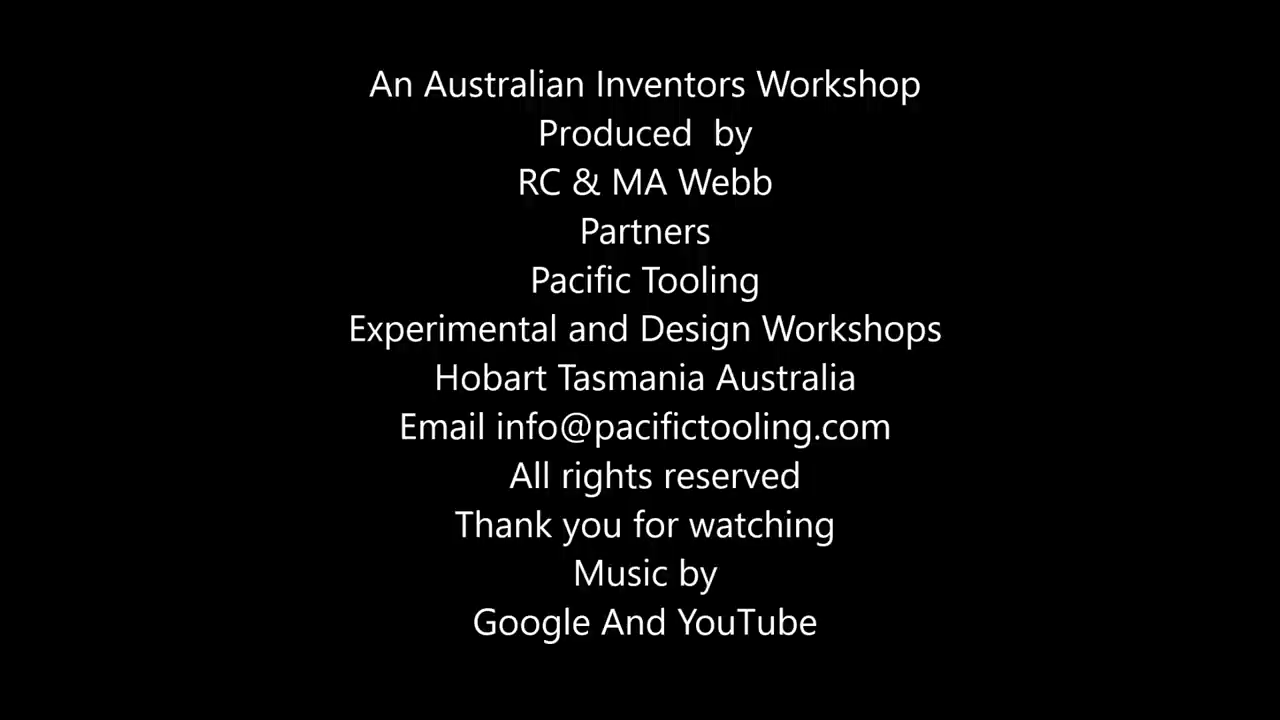 An Australian Inventors Workshop
Produced  by
RC & MA Webb
Partners
Pacific Tooling
Experimental and Design Workshops
Hobart Tasmania Australia
Email info@pacifictooling.com
All rights reserved
Thank you for watching
Music by
Google And YouTube